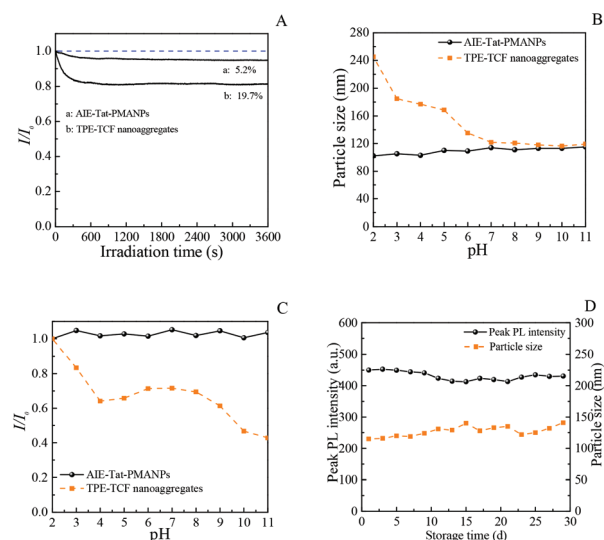 A
1.0
0.8
0.6
0.4
0.2
0.0
I/I₀
a: 5.2%
b: 19.7%
a: AIE-Tat-PMANPs
b: TPE-TCF nanoaggregates
0 600 1200 1800 2400 3000 3600
Irradiation time (s)
B
280
240
200
160
120
80
40
0
Particle size (nm)
AIE-Tat-PMANPs
TPE-TCF nanoaggregates
2 3 4 5 6 7 8 9 10 11
pH
C
1.0
0.8
0.6
0.4
0.2
0.0
I/I₀
AIE-Tat-PMANPs
TPE-TCF nanoaggregates
2 3 4 5 6 7 8 9 10 11
pH
D
600
500
400
300
200
100
0
Peak PL intensity (a.u.)
Peak PL intensity
Particle size
300
250
200
150
100
50
0
Particle size (nm)
0 5 10 15 20 25 30
Storage time (d)